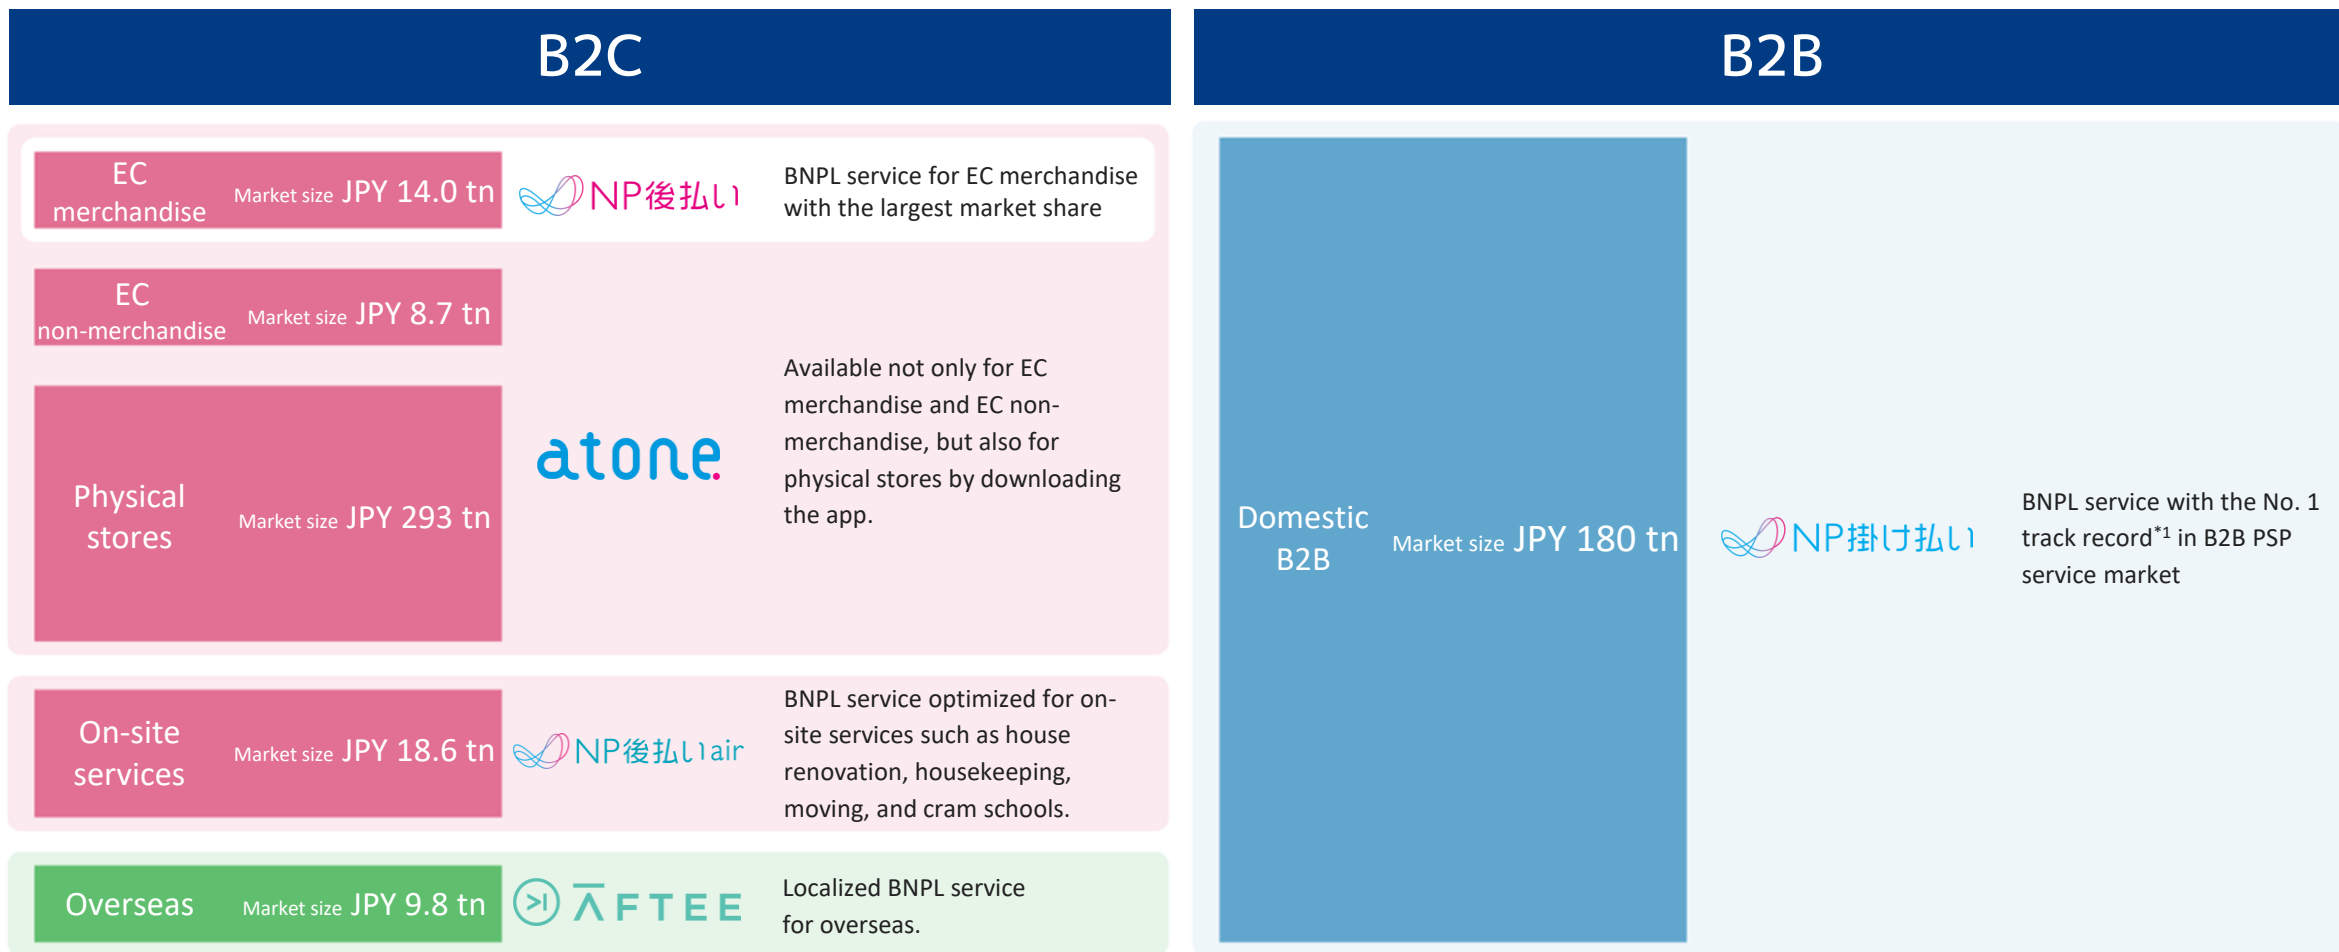 B2C
EC
merchandise
Market size JPY 14.0 tn
NP後払い
BNPL service for EC merchandise
with the largest market share
EC
non-merchandise
Market size JPY 8.7 tn
Physical
stores
Market size JPY 293 tn
atone.
Available not only for EC
merchandise and EC non-
merchandise, but also for
physical stores by downloading
the app.
On-site
services
Market size JPY 18.6 tn
NP後払いair
BNPL service optimized for on-
site services such as house
renovation, housekeeping,
moving, and cram schools.
Overseas
Market size JPY 9.8 tn
AFTEE
Localized BNPL service
for overseas.
B2B
Domestic
B2B
Market size JPY 180 tn
NP掛け払い
BNPL service with the No. 1
track record*1 in B2B PSP
service market